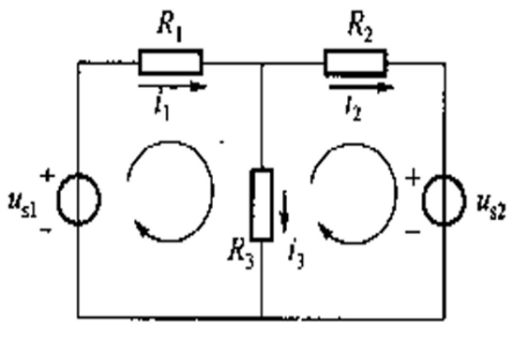 R₁ R₂
i₁ i₂
+ +
uₛ₁ uₛ₂
- −
R₃ i₃